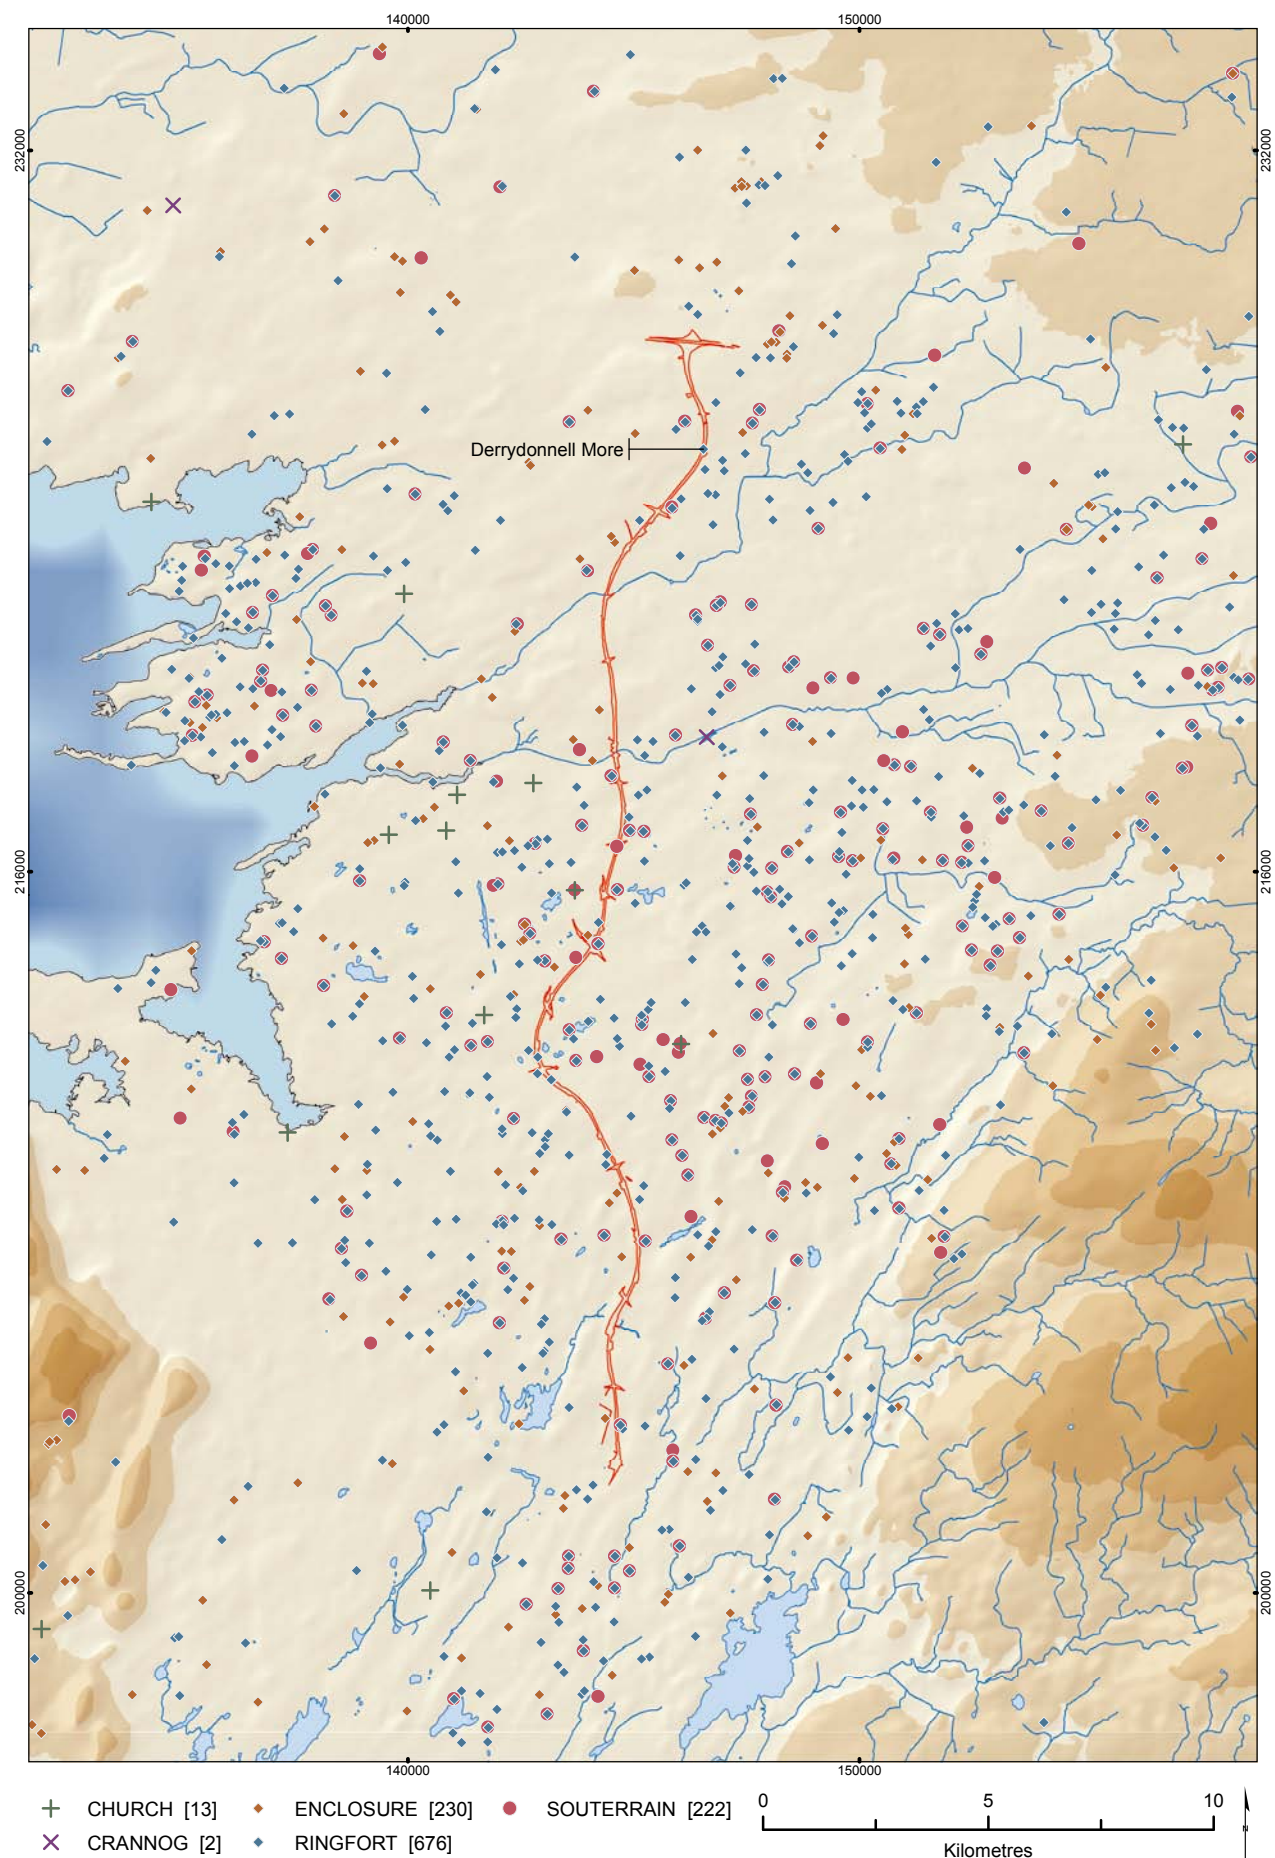 140000 150000
232000 232000
Derrydonnell More
216000 216000
200000 200000
140000 150000
CHURCH [13] ENCLOSURE [230] SOUTERRAIN [222]
CRANNOG [2] RINGFORT [676]
0 5 10
Kilometres
N